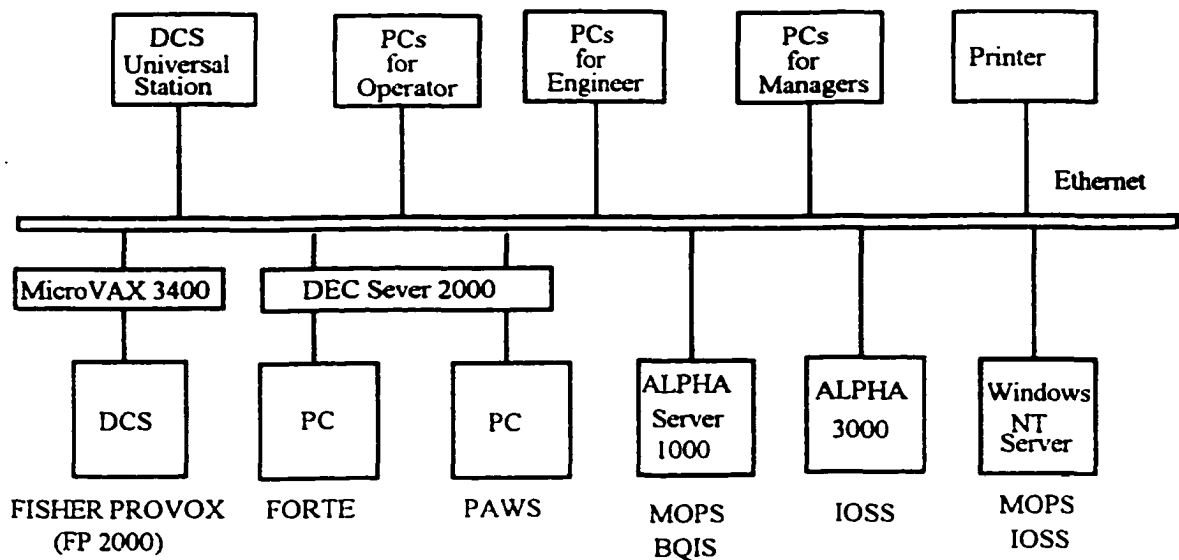 DCS
Universal
Station
PCs
for
Operator
PCs
for
Engineer
PCs
for
Managers
Printer
Ethernet
MicroVAX 3400
DEC Sever 2000
DCS
PC
PC
ALPHA
Server
1000
ALPHA
3000
Windows
NT
Server
FISHER PROVOX
(FP 2000)
FORTE
PAWS
MOPS
BQIS
IOSS
MOPS
IOSS